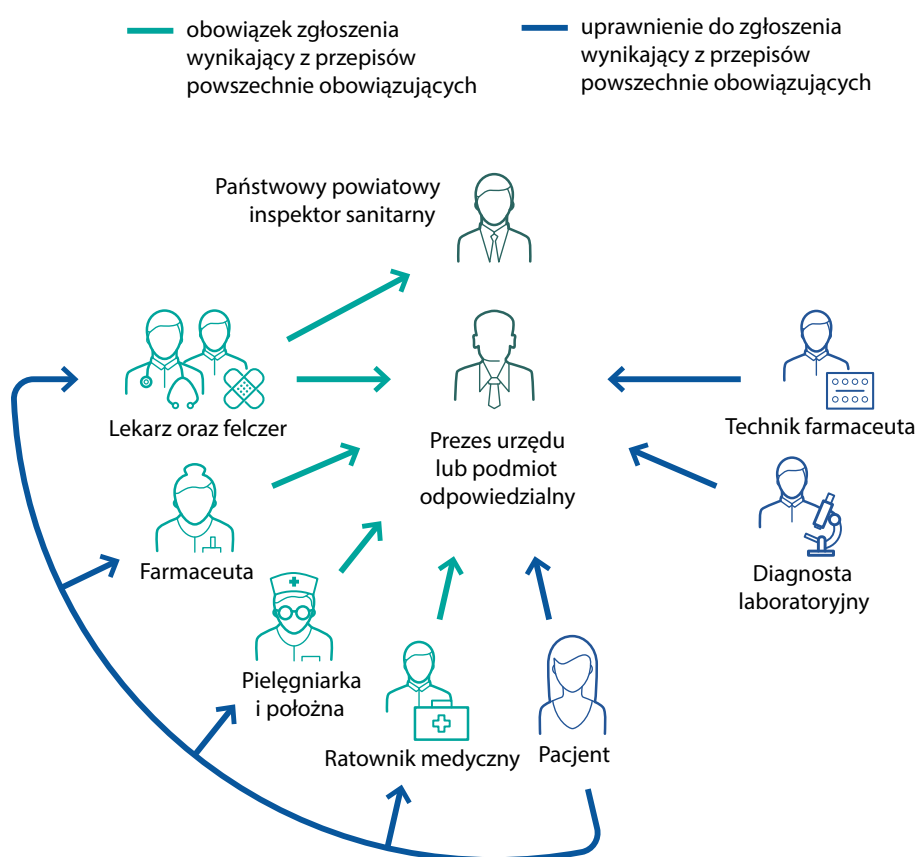 obowiązek zgłoszenia
wynikający z przepisów
powszechnie obowiązujących
uprawnienie do zgłoszenia
wynikający z przepisów
powszechnie obowiązujących
Państwowy powiatowy
inspektor sanitarny
Lekarz oraz felczer
Prezes urzędu
lub podmiot
odpowiedzialny
Technik farmaceuta
Farmaceuta
Diagnosta
laboratoryjny
Pielęgniarka
i położna
Ratownik medyczny
Pacjent